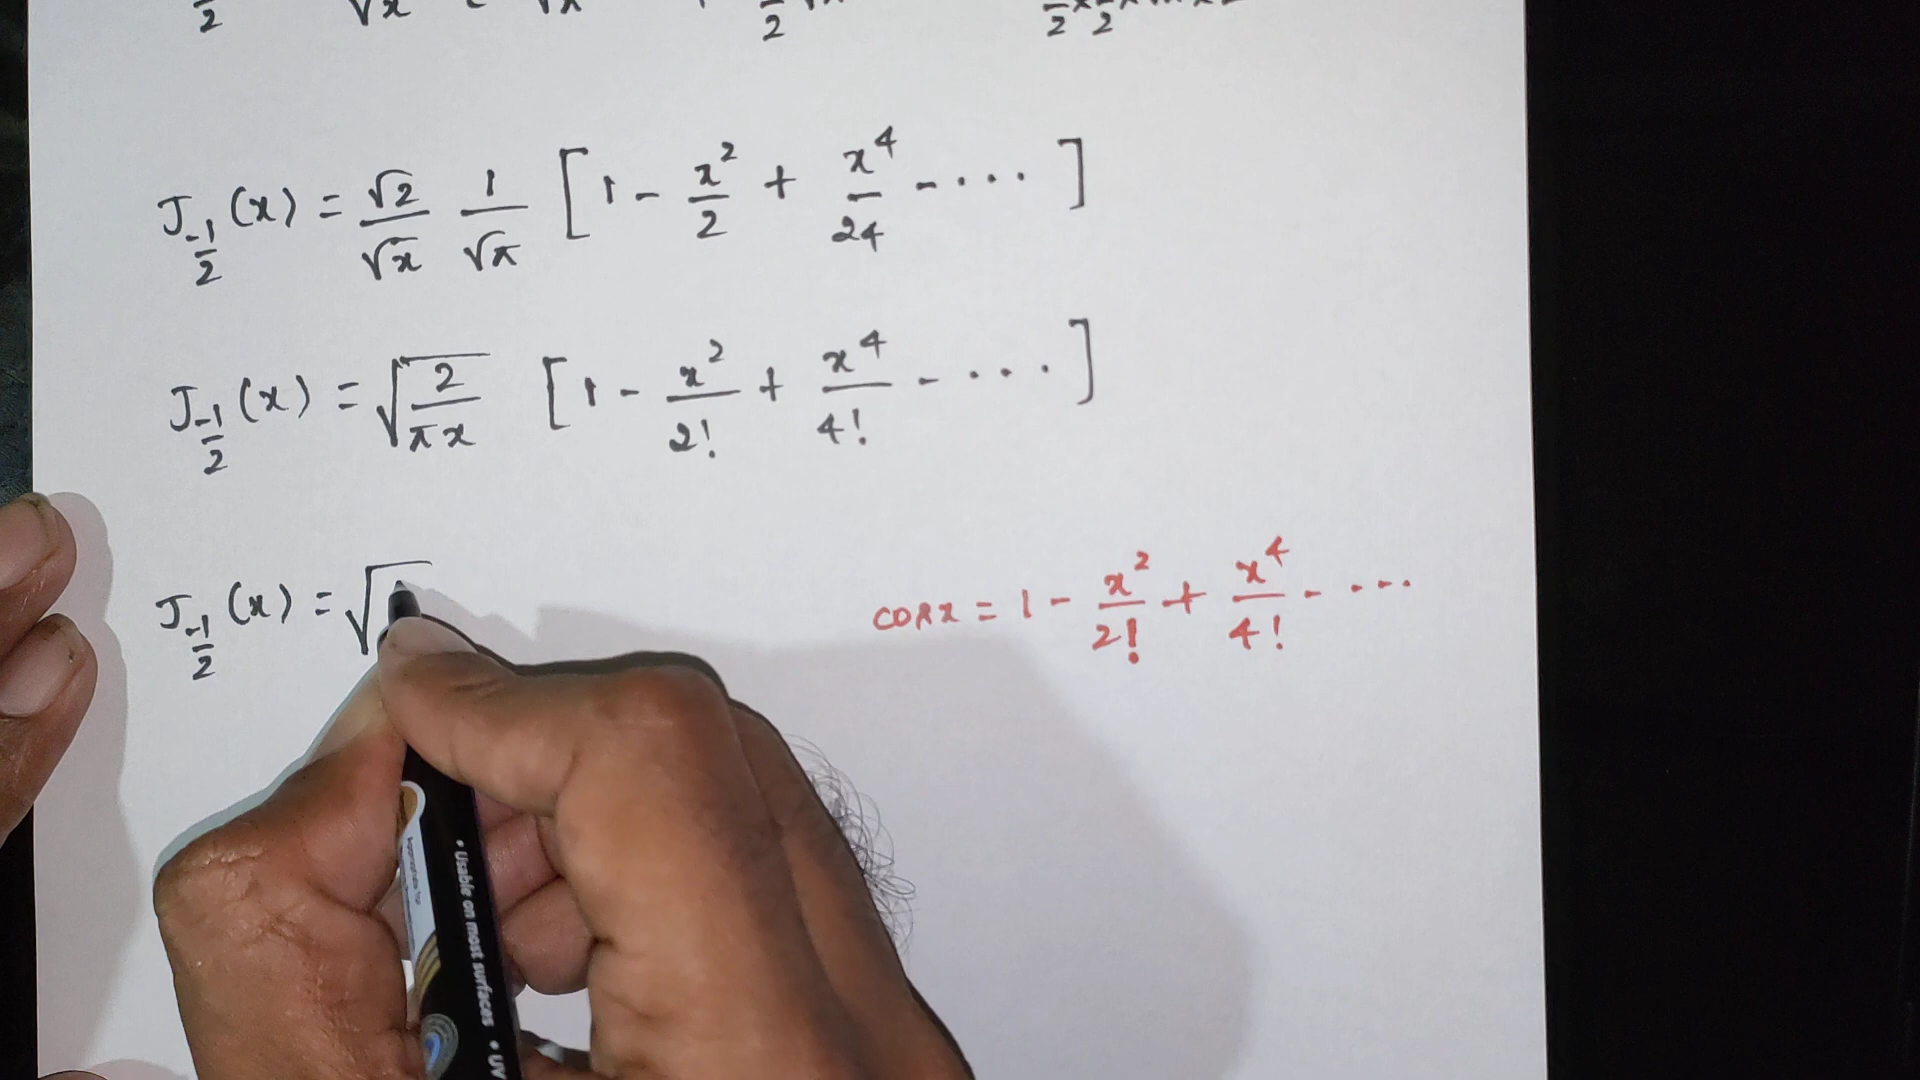 J_{-1/2}(x) = √2/√x 1/√π [1 - x²/2 + x⁴/24 - ....]
J_{-1/2}(x) = √(2/(πx)) [1 - x²/2! + x⁴/4! - ....]
J_{-1/2}(x) = √
cosx = 1 - x²/2! + x⁴/4! - ....
• Usable on most surfaces • UV